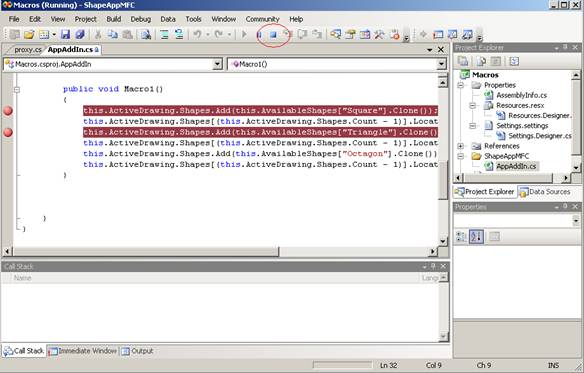 Macros (Running) - ShapeAppMFC
File Edit View Project Build Debug Data Tools Window Community Help
proxy.cs AppAddIn.cs
Macros.csproj.AppAddIn Macro1()
public void Macro1()
{
this.ActiveDrawing.Shapes.Add(this.AvailableShapes["Square"].Clone());
this.ActiveDrawing.Shapes[(this.ActiveDrawing.Shapes.Count - 1)].Locat
this.ActiveDrawing.Shapes.Add(this.AvailableShapes["Triangle"].Clone()
this.ActiveDrawing.Shapes[(this.ActiveDrawing.Shapes.Count - 1)].Locat
this.ActiveDrawing.Shapes.Add(this.AvailableShapes["Octagon"].Clone())
this.ActiveDrawing.Shapes[(this.ActiveDrawing.Shapes.Count - 1)].Locat
}
}
}
Project Explorer
Macros
Properties
AssemblyInfo.cs
Resources.resx
Resources.Designer.
Settings.settings
Settings.Designer.c
References
ShapeAppMFC
AppAddIn.cs
Project Explorer Data Sources
Properties
Call Stack
Name Language
Call Stack Immediate Window Output
Ln 32 Col 9 Ch 9 INS